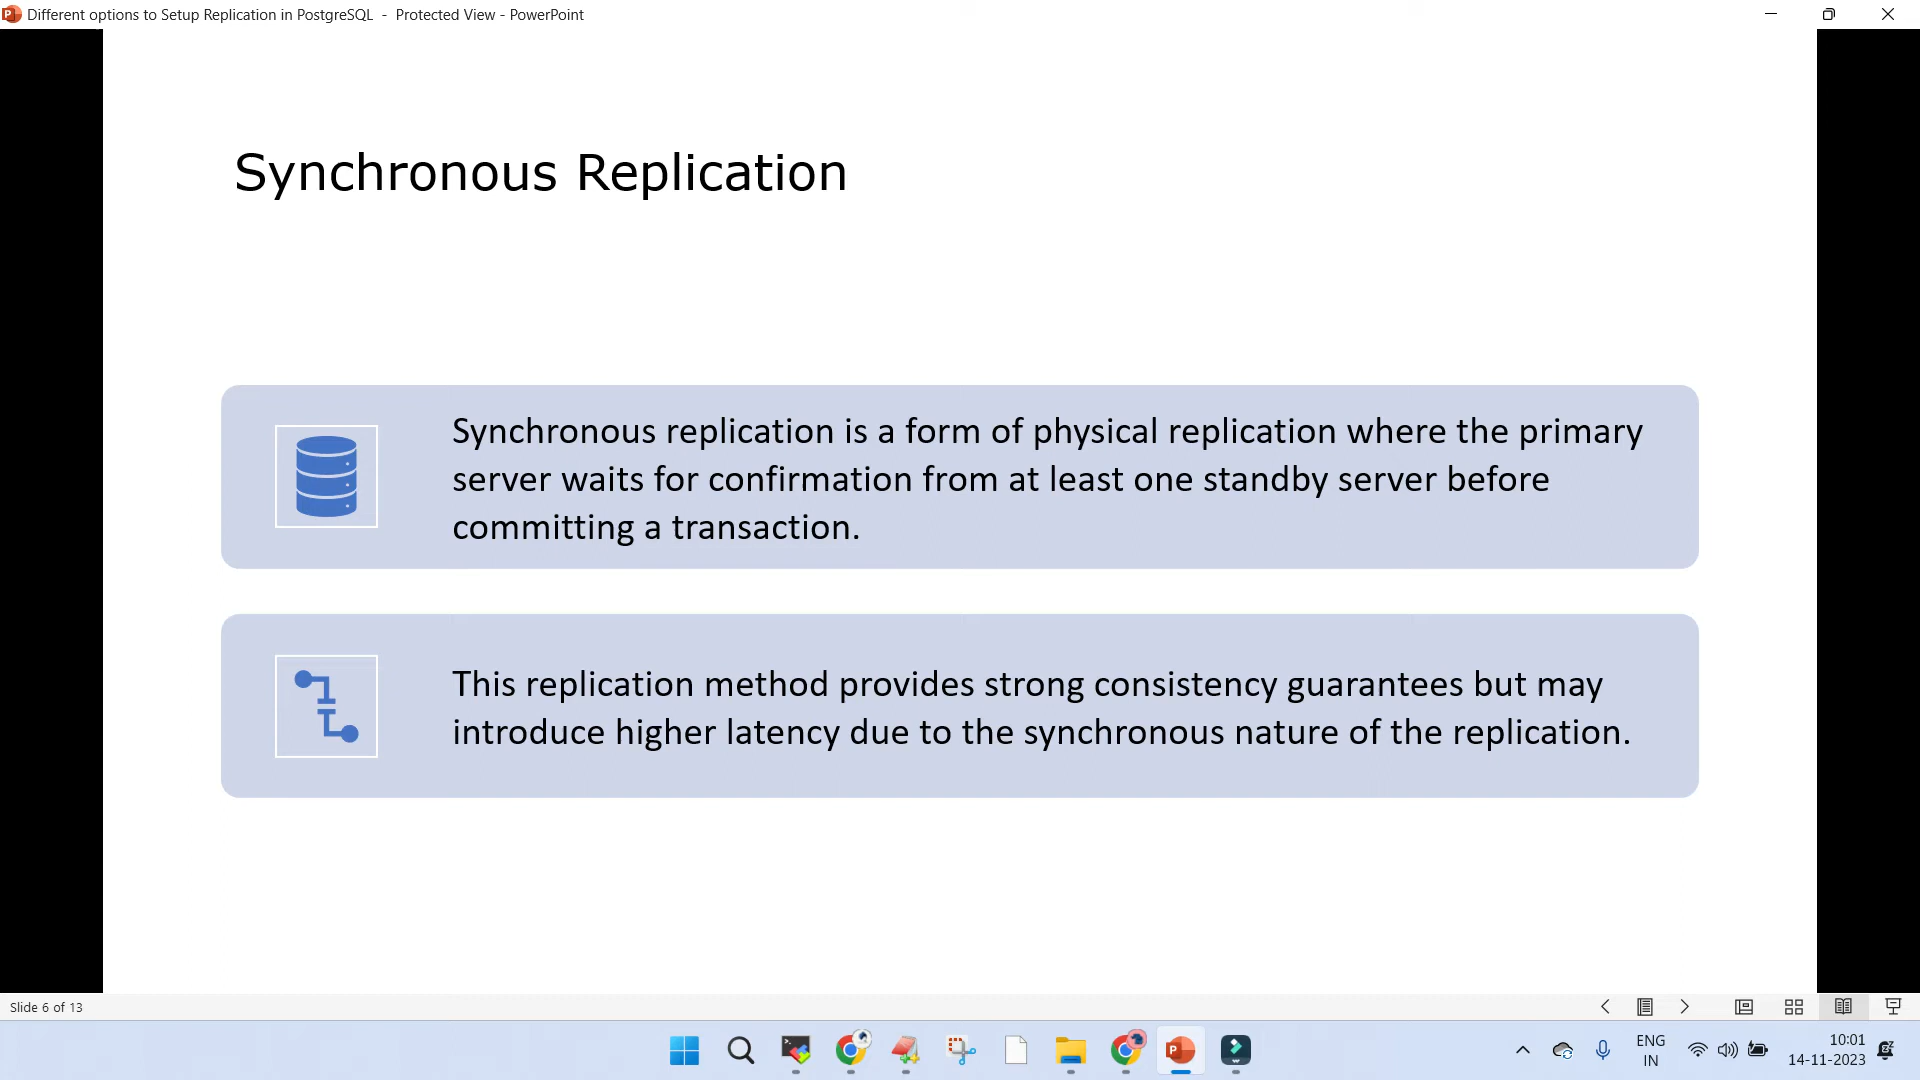 Different options to Setup Replication in PostgreSQL - Protected View - PowerPoint
Synchronous Replication
Synchronous replication is a form of physical replication where the primary
server waits for confirmation from at least one standby server before
committing a transaction.
This replication method provides strong consistency guarantees but may
introduce higher latency due to the synchronous nature of the replication.
Slide 6 of 13
ENG
IN
10:01
14-11-2023